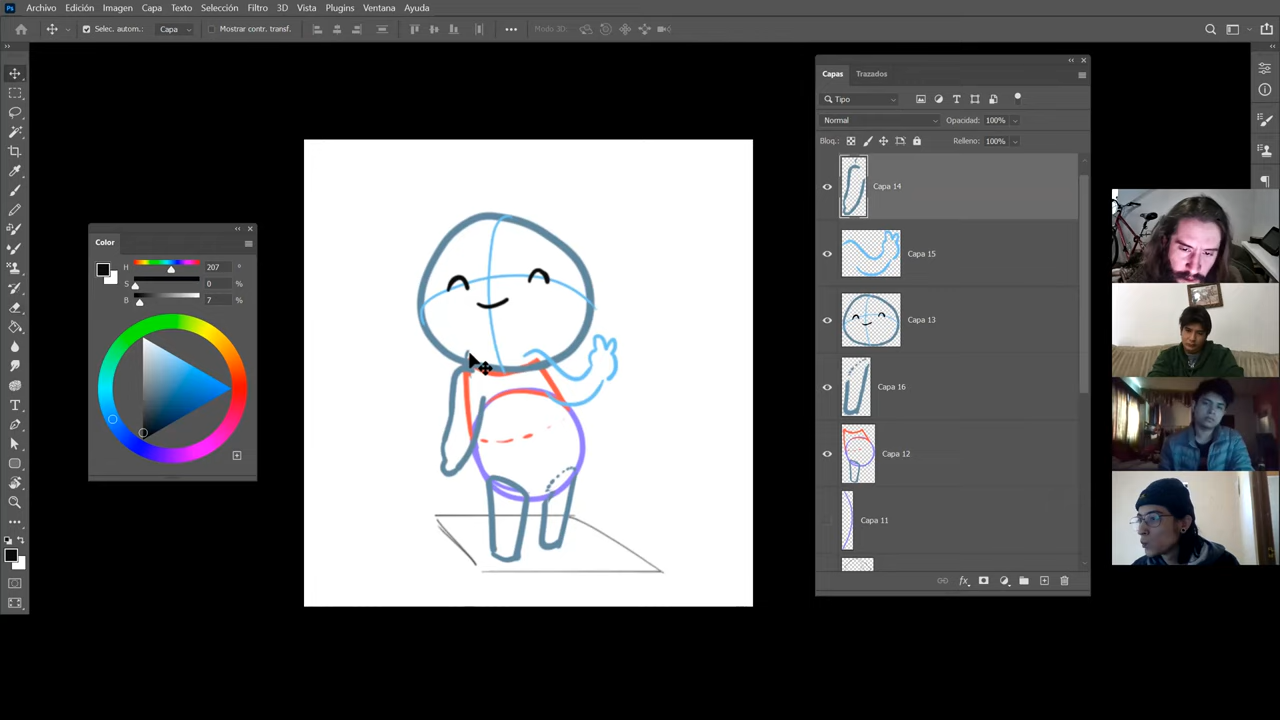 Ps Archivo Edición Imagen Capa Texto Selección Filtro 3D Vista Plugins Ventana Ayuda
Selec. autom.: Capa Mostrar contr. transf. Modo 3D:
Color
H 207 °
S 0 %
B 7 %
Capas Trazados
Tipo
Normal Opacidad: 100%
Bloq.: Relleno: 100%
Capa 14
Capa 15
Capa 13
Capa 16
Capa 12
Capa 11
fx